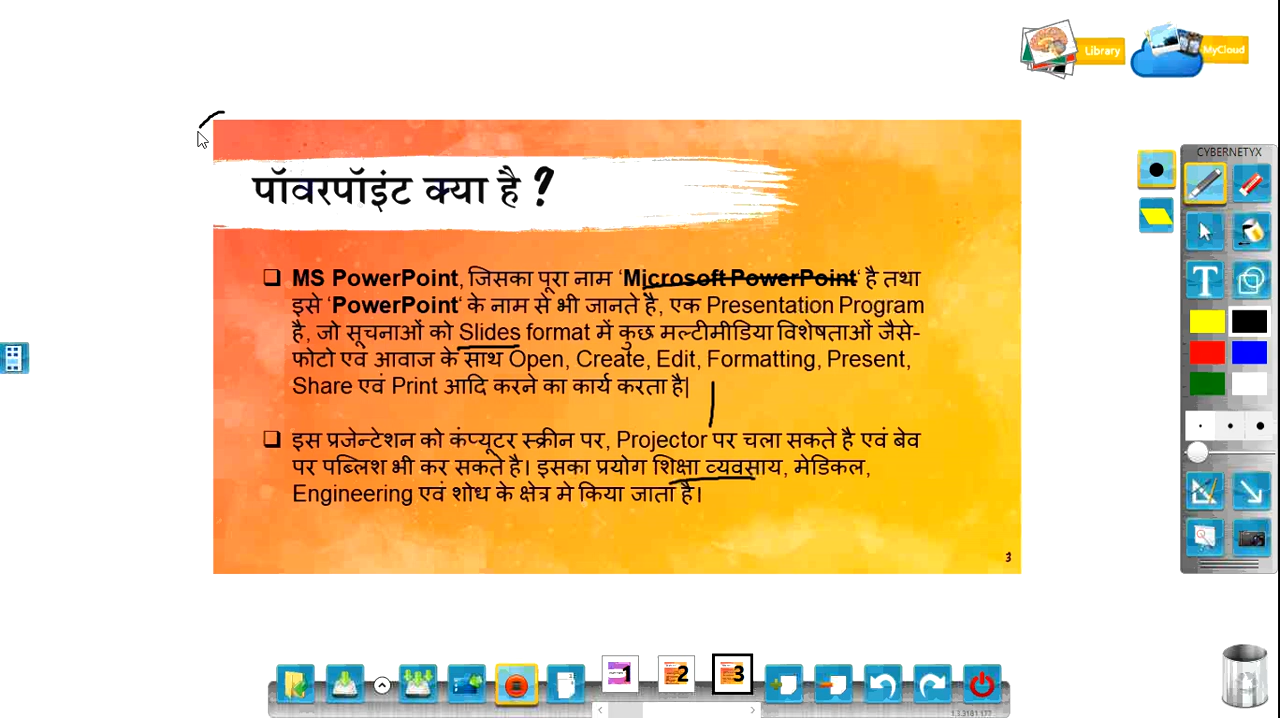 Library
MyCloud
CYBERNETYX
पॉवरपॉइंट क्या है ?
❑ MS PowerPoint, जिसका पूरा नाम ‘Microsoft PowerPoint‘ है तथा
इसे ‘PowerPoint‘ के नाम से भी जानते है, एक Presentation Program
है, जो सूचनाओं को Slides format में कुछ मल्टीमीडिया विशेषताओं जैसे-
फोटो एवं आवाज के साथ Open, Create, Edit, Formatting, Present,
Share एवं Print आदि करने का कार्य करता है|
❑ इस प्रजेन्टेशन को कंप्यूटर स्क्रीन पर, Projector पर चला सकते है एवं बेव
पर पब्लिश भी कर सकते है। इसका प्रयोग शिक्षा व्यवसाय, मेडिकल,
Engineering एवं शोध के क्षेत्र मे किया जाता है।
3
1 2 3